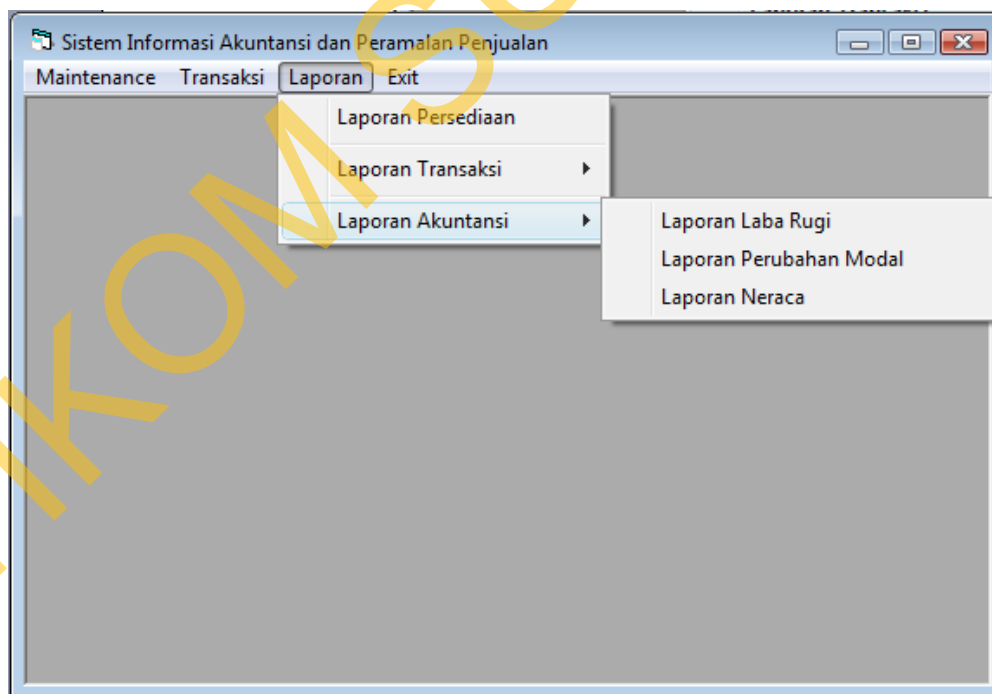 Sistem Informasi Akuntansi dan Peramalan Penjualan
Maintenance Transaksi Laporan Exit
Laporan Persediaan
Laporan Transaksi
Laporan Akuntansi
Laporan Laba Rugi
Laporan Perubahan Modal
Laporan Neraca
IKOM